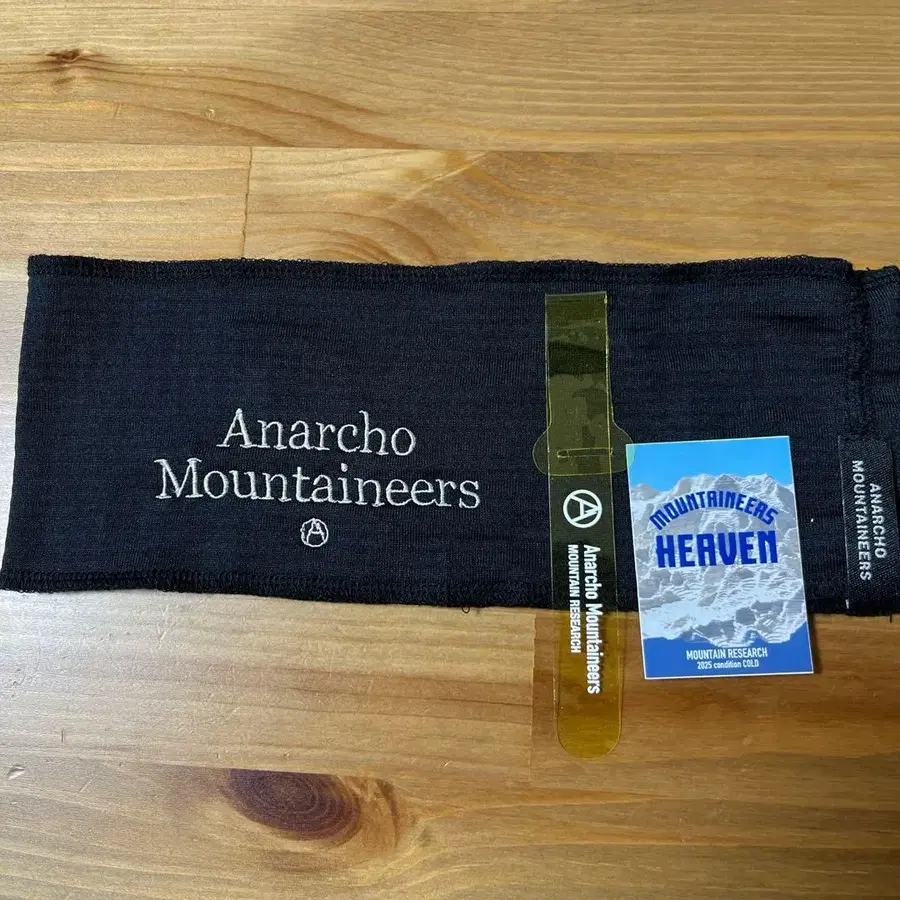 Anarcho
Mountaineers
Anarcho Mountaineers
MOUNTAIN RESEARCH
MOUNTAINEERS
HEAVEN
MOUNTAIN RESEARCH
2025 condition COLD
ANARCHO
MOUNTAINEERS